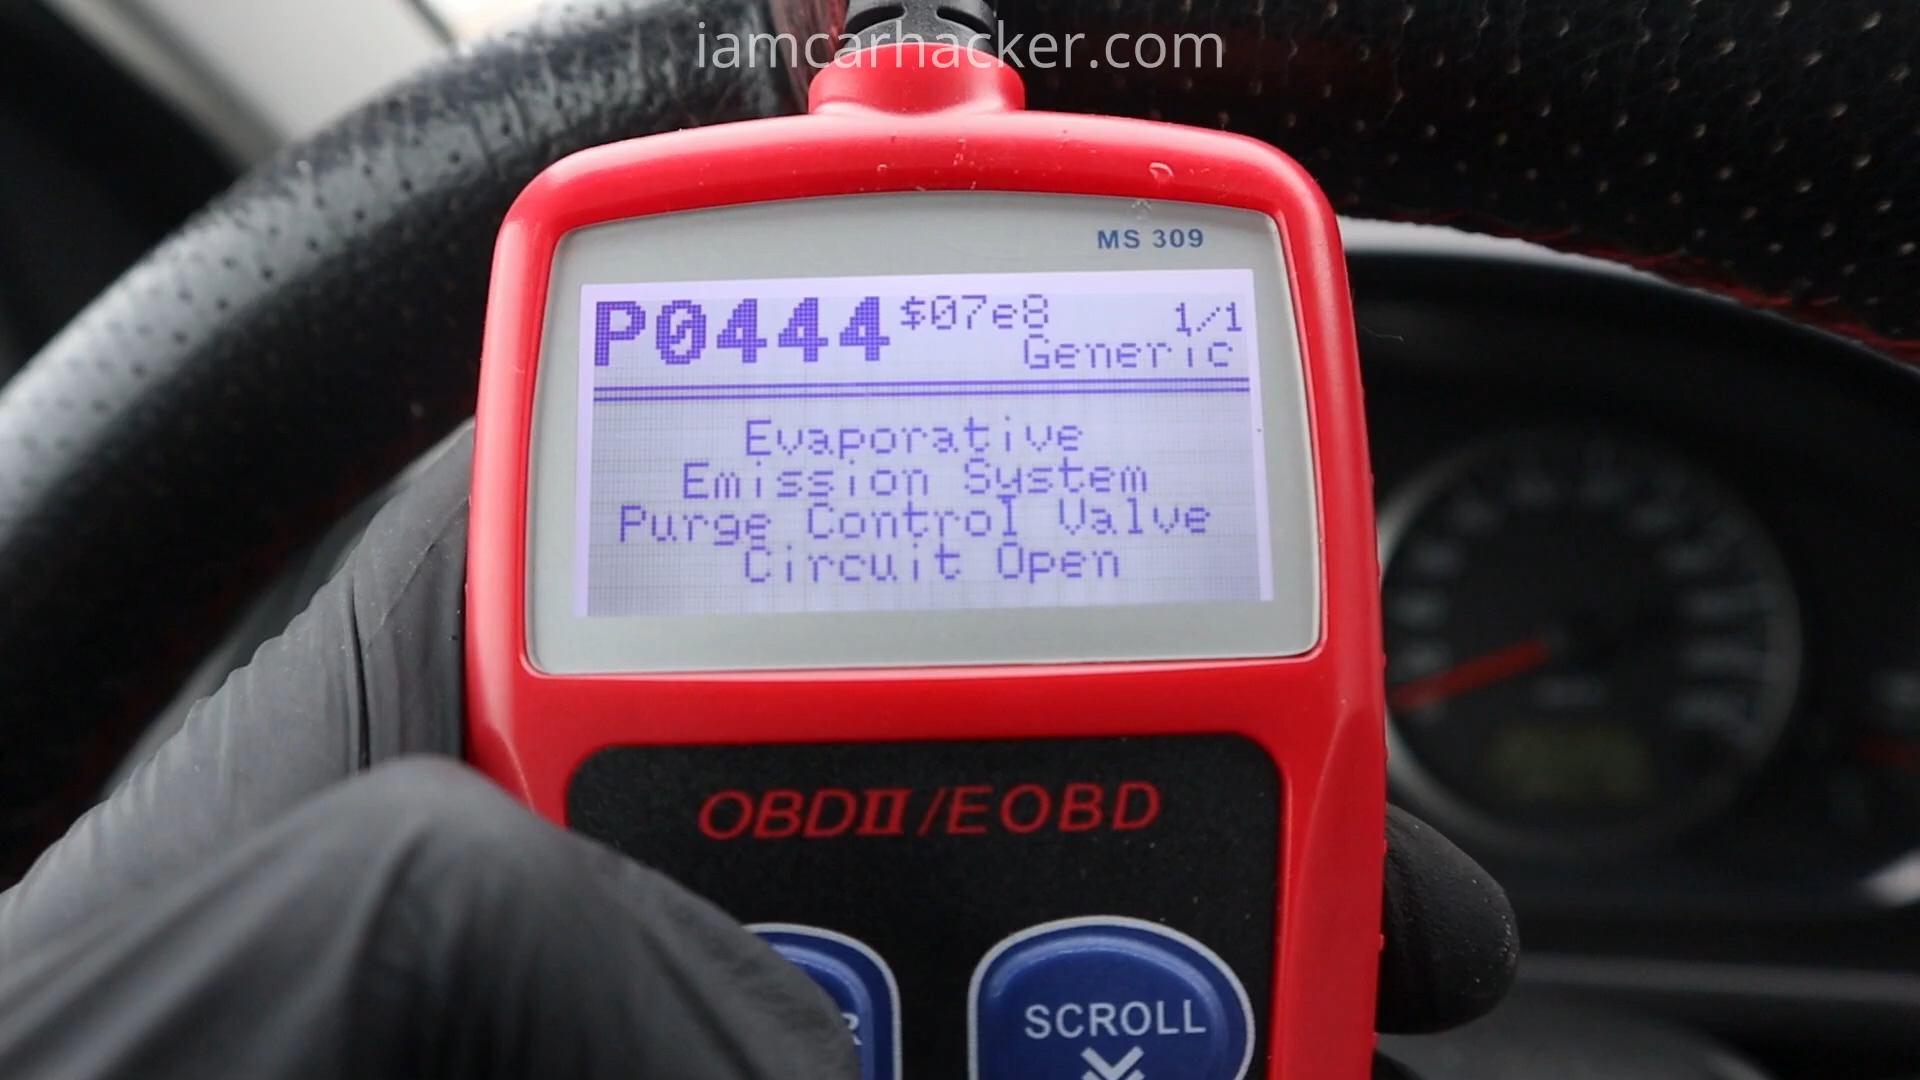 iamcarhacker.com
MS 309
P0444 $07e8 1/1
Generic
Evaporative
Emission System
Purge Control Valve
Circuit Open
OBDII/EOBD
SCROLL